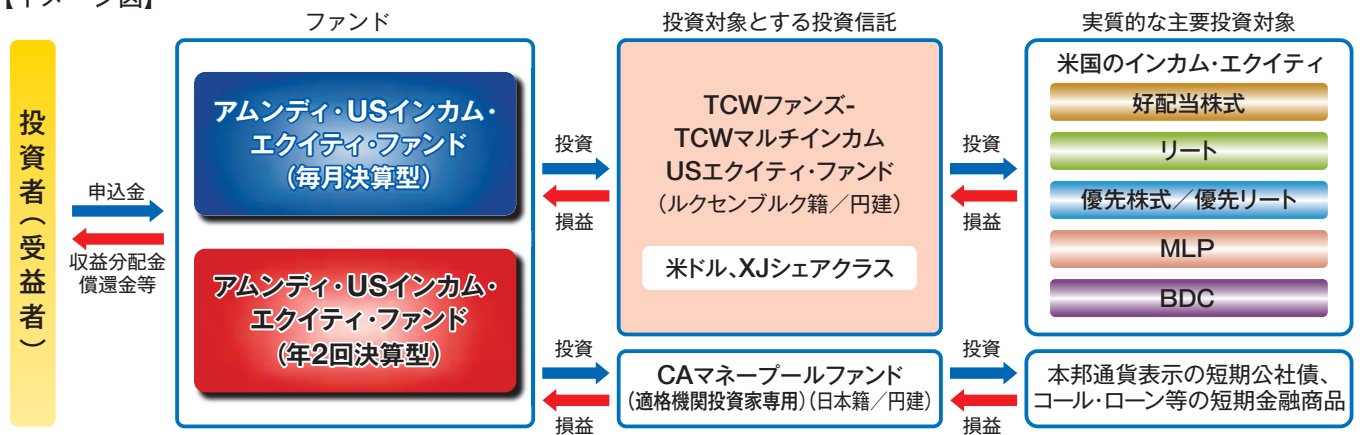 【イメージ図】
ファンド
投資対象とする投資信託
実質的な主要投資対象
投資者(受益者)
申込金
収益分配金
償還金等
アムンディ・USインカム・
エクイティ・ファンド
(毎月決算型)
アムンディ・USインカム・
エクイティ・ファンド
(年2回決算型)
投資
損益
TCWファンズ-
TCWマルチインカム
USエクイティ・ファンド
(ルクセンブルク籍/円建)
米ドル、XJシェアクラス
投資
損益
米国のインカム・エクイティ
好配当株式
リート
優先株式/優先リート
MLP
BDC
投資
損益
CAマネープールファンド
(適格機関投資家専用)(日本籍/円建)
投資
損益
本邦通貨表示の短期公社債、
コール・ローン等の短期金融商品